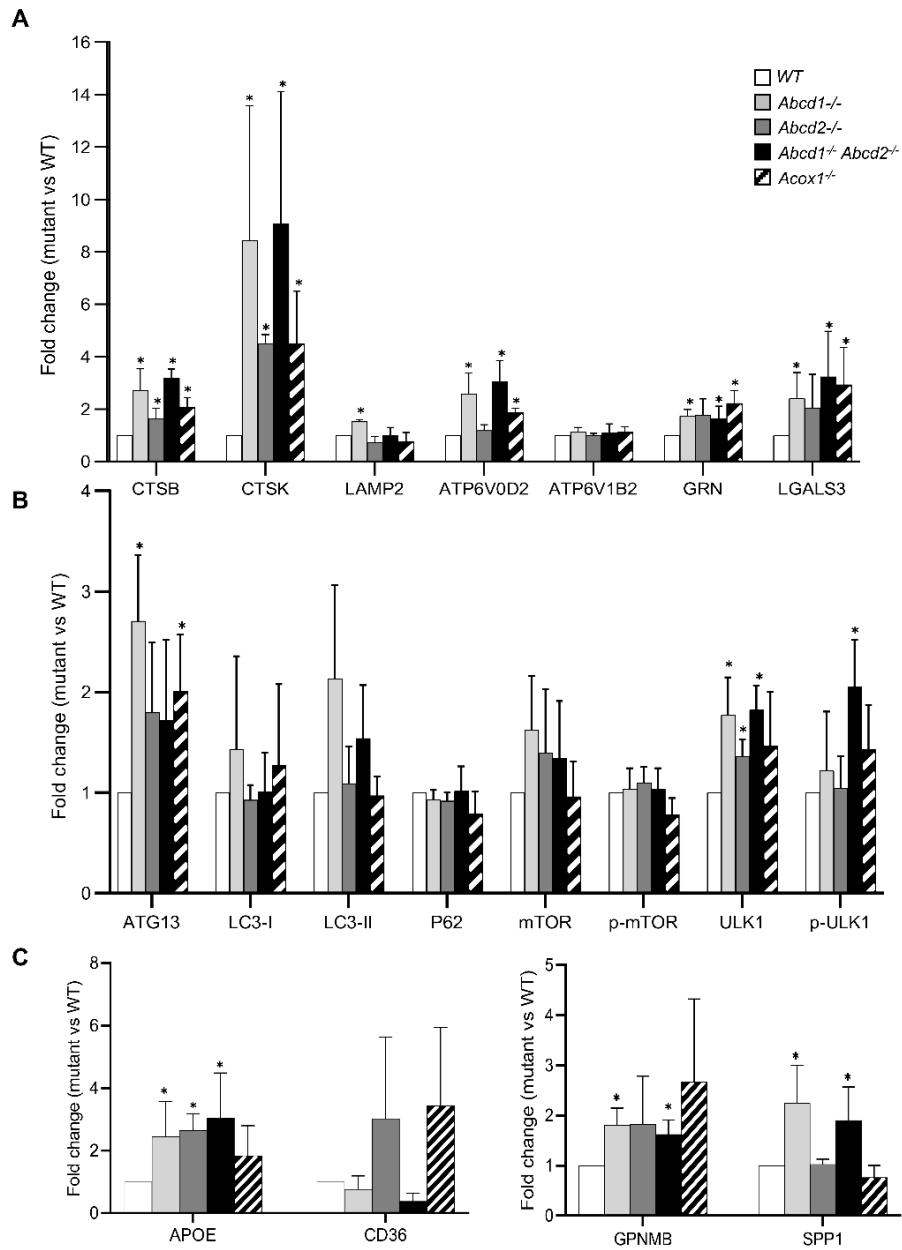 A
Fold change (mutant vs WT)
16
14
12
10
8
6
4
2
0
WT
Abcd1-/-
Abcd2-/-
Abcd1-/- Abcd2-/-
Acox1-/-
* * * * * * * * * * * * * * * * * * *
CTSB CTSK LAMP2 ATP6V0D2 ATP6V1B2 GRN LGALS3
B
Fold change (mutant vs WT)
4
3
2
1
0
* * * * * *
ATG13 LC3-I LC3-II P62 mTOR p-mTOR ULK1 p-ULK1
C
Fold change (mutant vs WT)
8
6
4
2
0
* * *
APOE CD36
Fold change (mutant vs WT)
5
4
3
2
1
0
* * * *
GPNMB SPP1